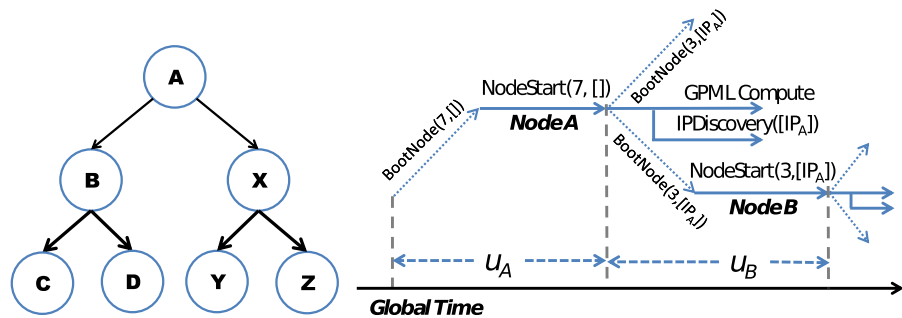 A
B
X
C
D
Y
Z
BootNode(7,[])
NodeStart(7, [])
NodeA
BootNode(3,[IPA])
GPML Compute
IPDiscovery([IPA])
BootNode(3,[IPA])
NodeStart(3,[IPA])
NodeB
uA
uB
Global Time